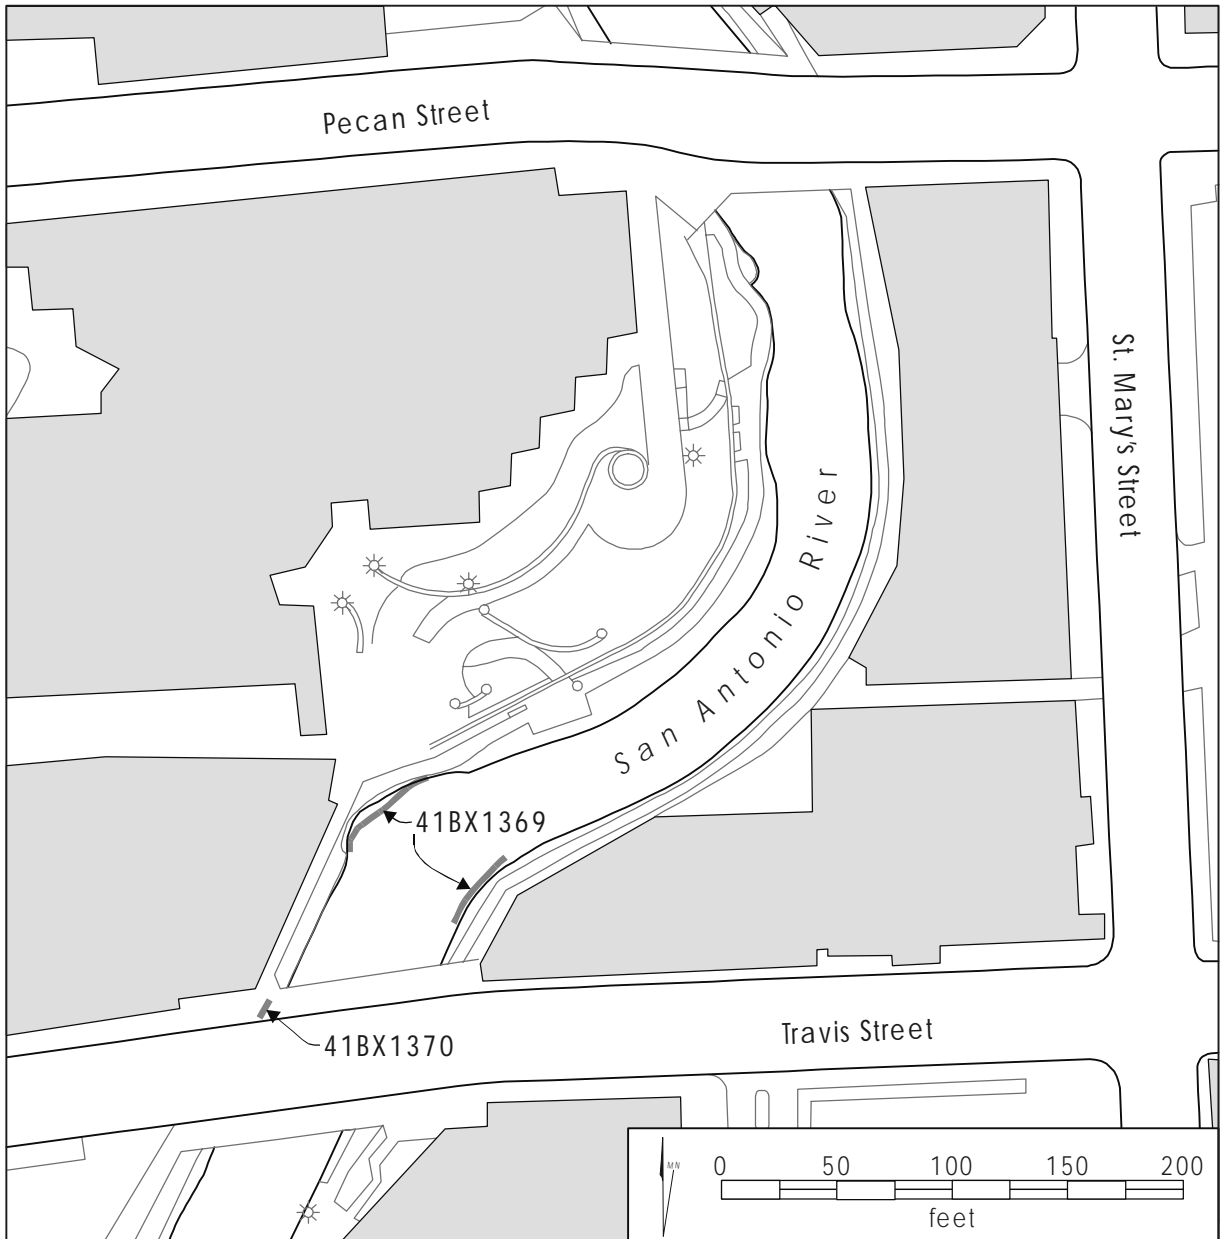 Pecan Street
St. Mary's Street
San Antonio River
41BX1369
41BX1370
Travis Street
MN
0 50 100 150 200
feet